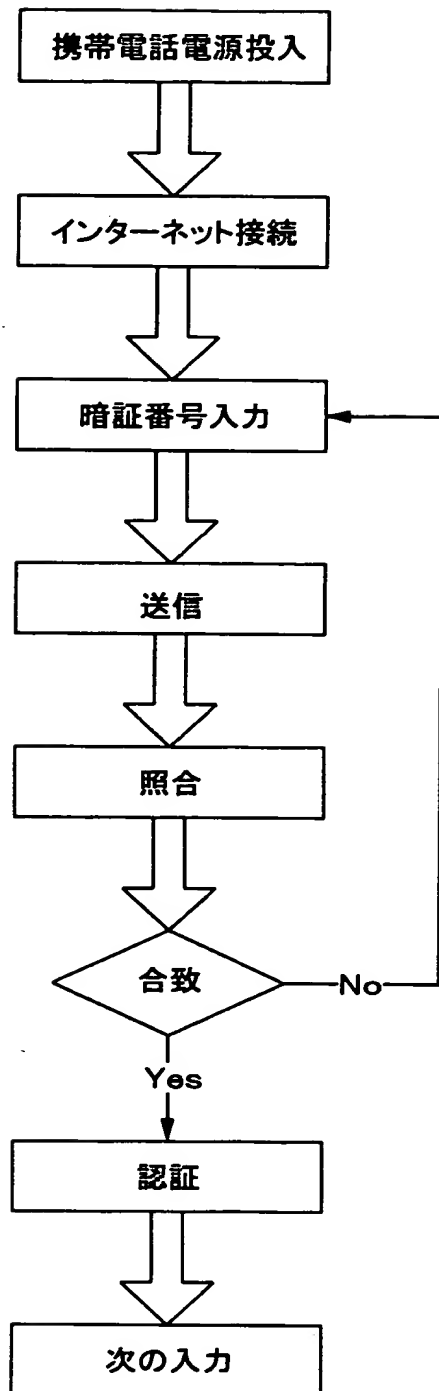 携帯電話電源投入
インターネット接続
暗証番号入力
送信
照合
合致
No
Yes
認証
次の入力